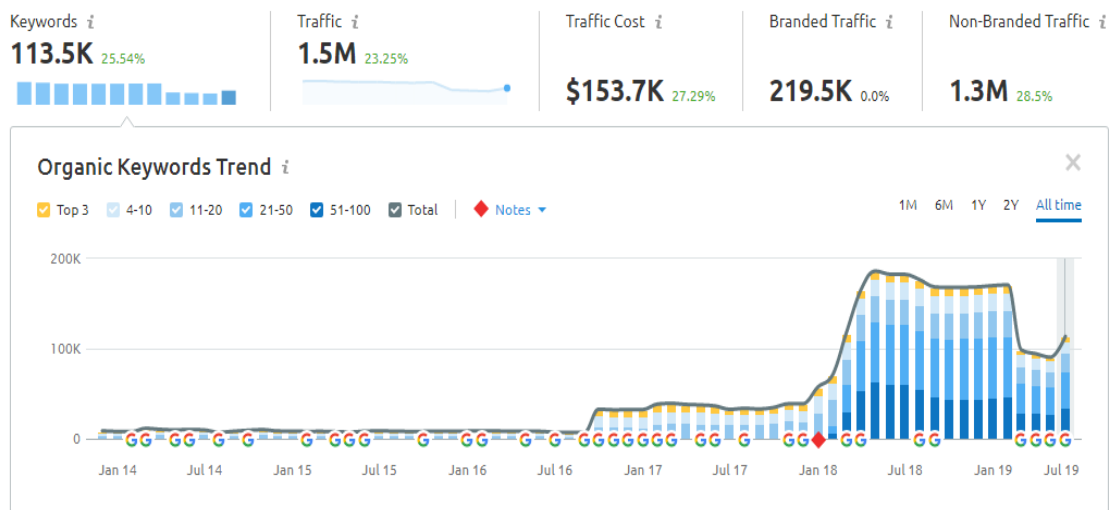 Keywords i Traffic i Traffic Cost i Branded Traffic i Non-Branded Traffic i
113.5K 25.54% 1.5M 23.25% $153.7K 27.29% 219.5K 0.0% 1.3M 28.5%
Organic Keywords Trend i
Top 3 4-10 11-20 21-50 51-100 Total Notes 1M 6M 1Y 2Y All time
200K
100K
0
Jan 14 Jul 14 Jan 15 Jul 15 Jan 16 Jul 16 Jan 17 Jul 17 Jan 18 Jul 18 Jan 19 Jul 19